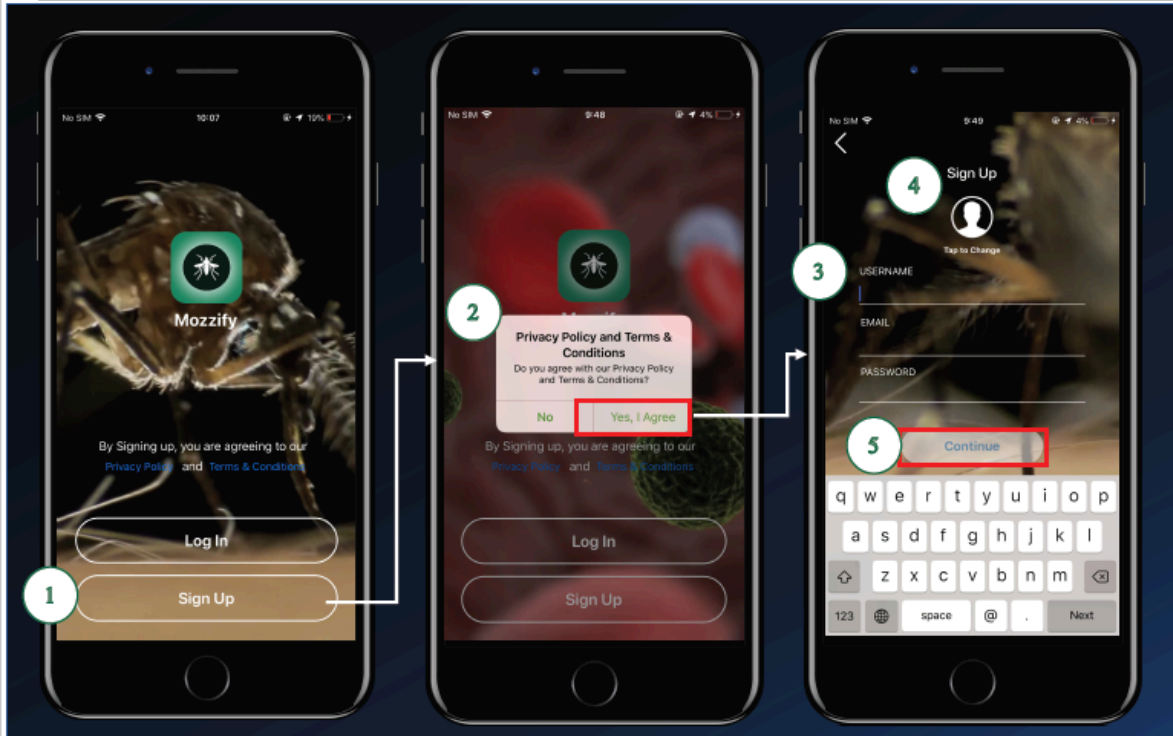 No SIM 10:07 19%
Mozzify
By Signing up, you are agreeing to our
Privacy Policy and Terms & Conditions
Log In
1
Sign Up
No SIM 9:48 4%
2
Privacy Policy and Terms &
Conditions
Do you agree with our Privacy Policy
and Terms & Conditions?
No Yes, I Agree
By Signing up, you are agreeing to our
Privacy Policy and Terms & Conditions
Log In
Sign Up
No SIM 9:49 4%
4
Sign Up
Tap to Change
3
USERNAME
EMAIL
PASSWORD
5
Continue
q w e r t y u i o p
a s d f g h j k l
z x c v b n m
123 space @ . Next